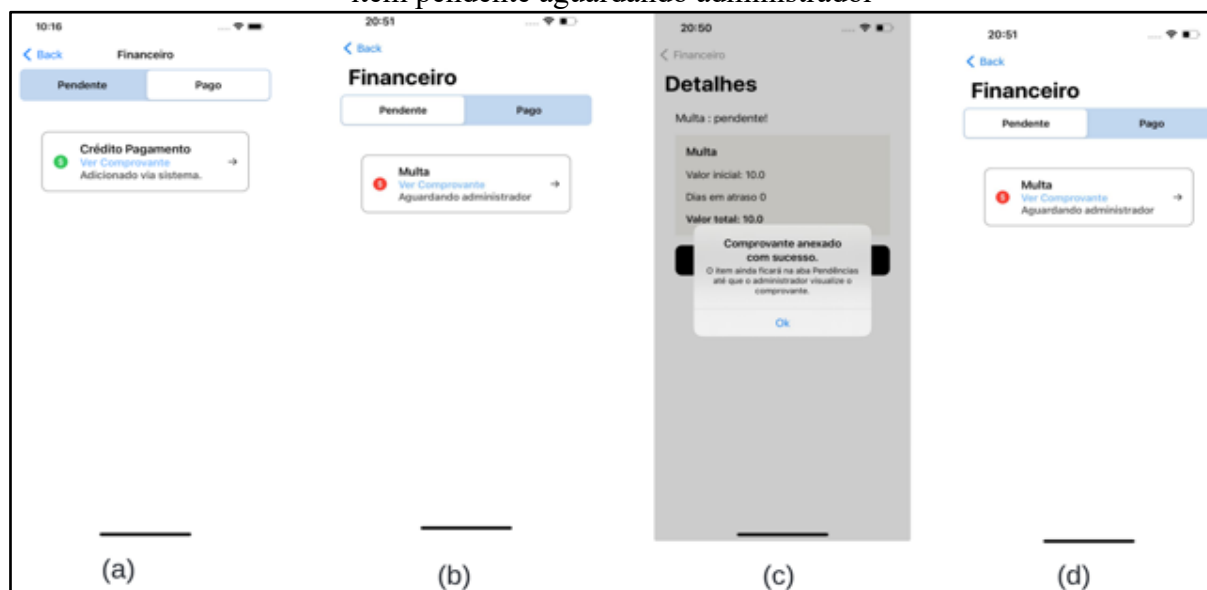 item pendente aguardando administrador
10:16
Back
Financeiro
Pendente
Pago
Crédito Pagamento
Ver Comprovante
Adicionado via sistema.
(a)
20:51
Back
Financeiro
Pendente
Pago
Multa
Ver Comprovante
Aguardando administrador
(b)
20:50
Financeiro
Detalhes
Multa : pendente!
Multa
Valor inicial: 10.0
Dias em atraso 0
Valor total: 10.0
Comprovante anexado
com sucesso.
O item ainda ficará na aba Pendências
até que o administrador visualize o
comprovante.
Ok
(c)
20:51
Back
Financeiro
Pendente
Pago
Multa
Ver Comprovante
Aguardando administrador
(d)